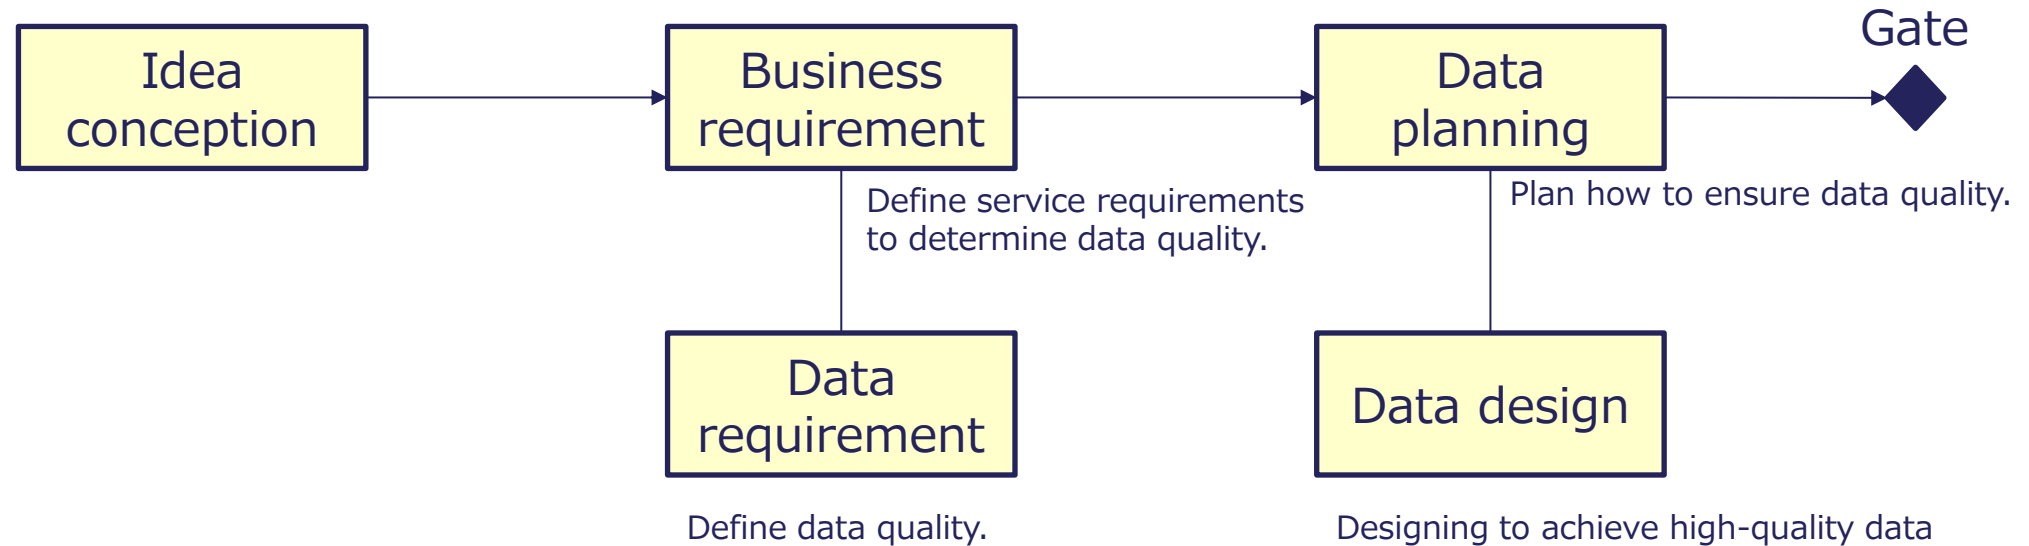 Gate
Idea
conception
Business
requirement
Data
planning
Define service requirements
to determine data quality.
Plan how to ensure data quality.
Data
requirement
Data design
Define data quality.
Designing to achieve high-quality data